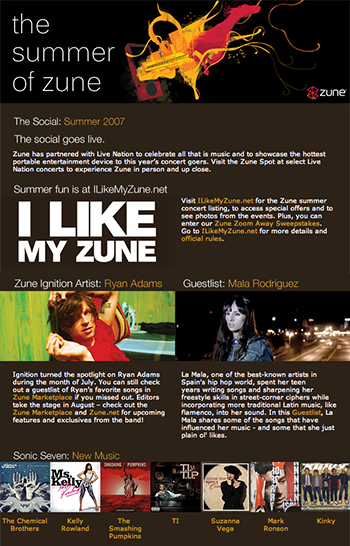 the
summer
of zune
zune
The Social: Summer 2007
The social goes live.
Zune has partnered with Live Nation to celebrate all that is music and to showcase the hottest
portable entertainment device to this year's concert goers. Visit the Zune Spot at select Live
Nation concerts to experience Zune in person and up close.
Summer fun is at ILikeMyZune.net
I LIKE
MY ZUNE
Visit ILikeMyZune.net for the Zune summer
concert listing, to access special offers and to
see photos from the events. Plus, you can
enter our Zune Zoom Away Sweepstakes.
Go to ILikeMyZune.net for more details and
official rules.
Zune Ignition Artist: Ryan Adams
Ignition turned the spotlight on Ryan Adams
during the month of July. You can still check
out a guestlist of Ryan's favorite songs in
Zune Marketplace if you missed out. Editors
take the stage in August – check out the
Zune Marketplace and Zune.net for upcoming
features and exclusives from the band!
Guestlist: Mala Rodriguez
La Mala, one of the best-known artists in
Spain's hip hop world, spent her teen
years writing songs and sharpening her
freestyle skills in street-corner ciphers while
incorporating more traditional Latin music, like
flamenco, into her sound. In this Guestlist, La
Mala shares some of the songs that have
influenced her music - and some that she just
plain ol' likes.
Sonic Seven: New Music
Ms.
Kelly
SMASHING PUMPKINS
The Chemical
Brothers
Kelly
Rowland
The
Smashing
Pumpkins
TI
Suzanna
Vega
Mark
Ronson
Kinky